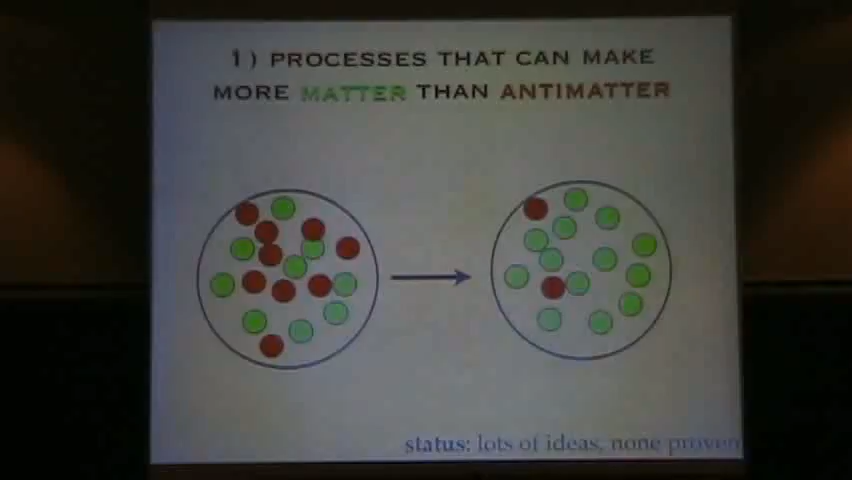 1) PROCESSES THAT CAN MAKE
MORE MATTER THAN ANTIMATTER
status: lots of ideas, none proven